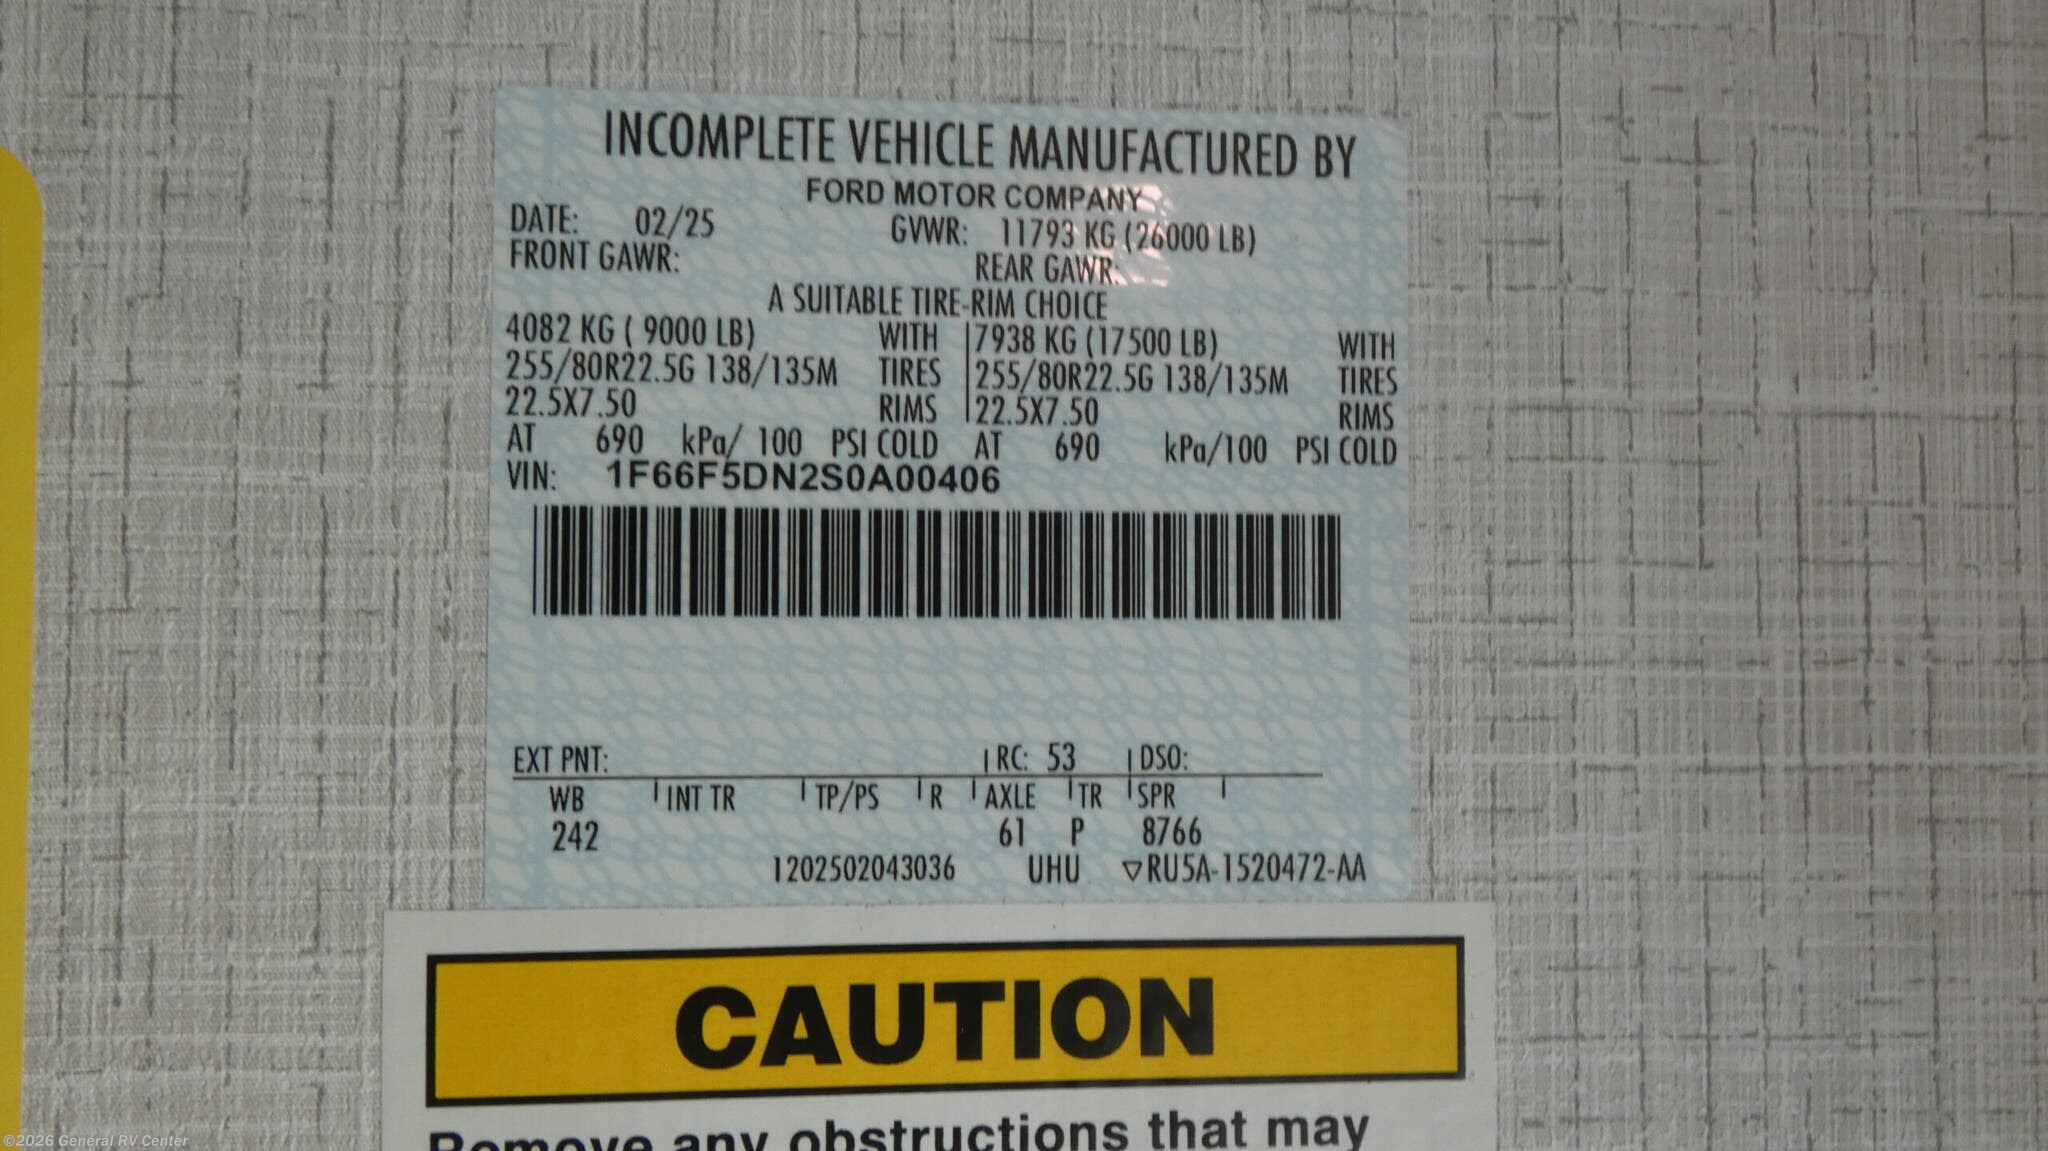 INCOMPLETE VEHICLE MANUFACTURED BY
FORD MOTOR COMPANY
DATE: 02/25 GVWR: 11793 KG (26000 LB)
FRONT GAWR: REAR GAWR:
A SUITABLE TIRE-RIM CHOICE
4082 KG ( 9000 LB) WITH 7938 KG (17500 LB) WITH
255/80R22.5G 138/135M TIRES 255/80R22.5G 138/135M TIRES
22.5X7.50 RIMS 22.5X7.50 RIMS
AT 690 kPa/ 100 PSI COLD AT 690 kPa/100 PSI COLD
VIN: 1F66F5DN2S0A00406
EXT PNT: RC: 53 DSO:
WB INT TR TP/PS R AXLE TR SPR
242 61 P 8766
1202502043036 UHU ▽RU5A-1520472-AA
CAUTION
Remove any obstructions that may
©2026 General RV Center